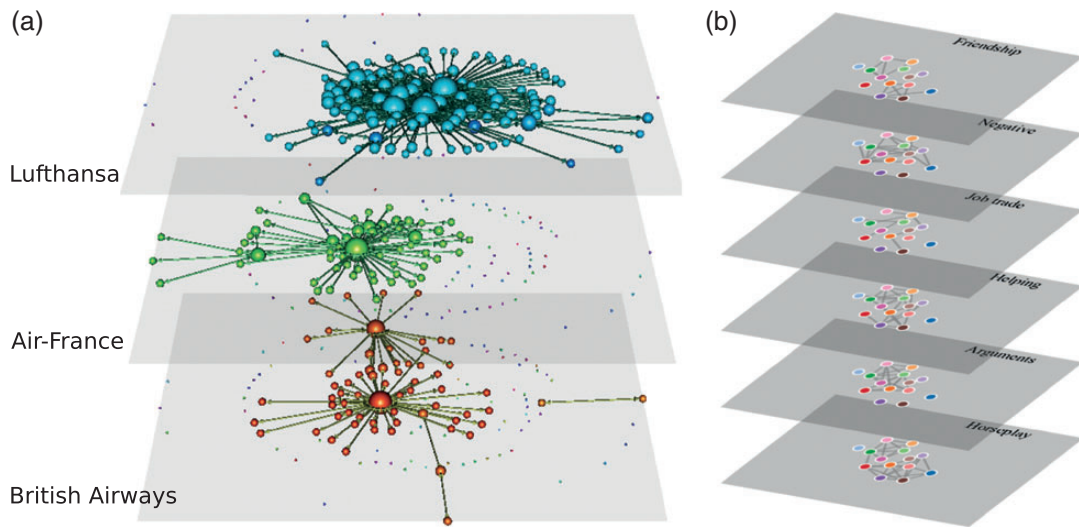 (a)
Lufthansa
Air-France
British Airways
(b)
Friendship
Negative
Job trade
Helping
Arguments
Horseplay